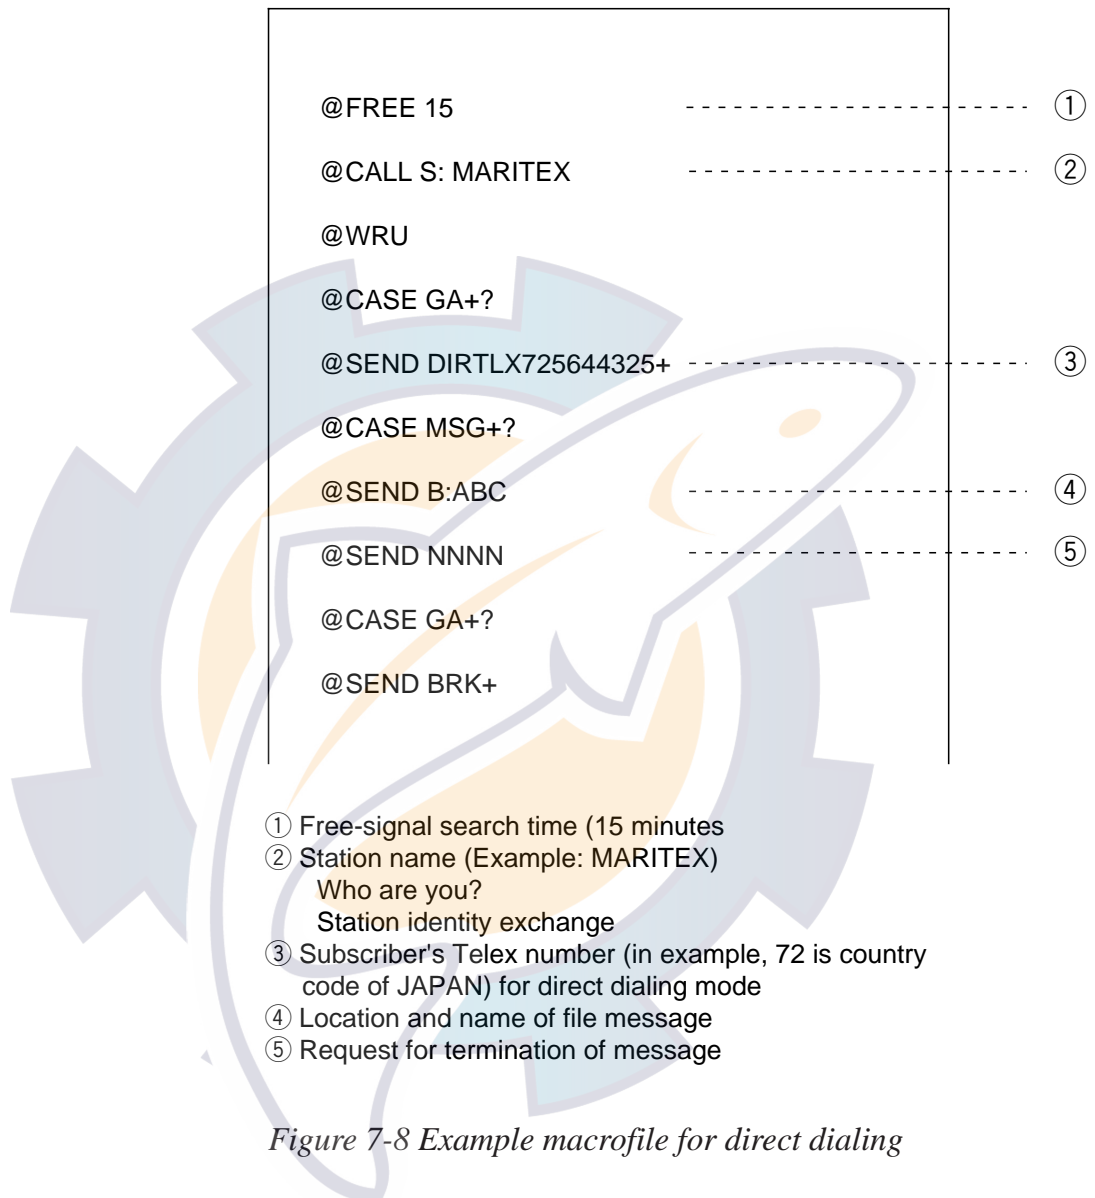 @FREE 15 ①
@CALL S: MARITEX ②
@WRU
@CASE GA+?
@SEND DIRTLX725644325+ ③
@CASE MSG+?
@SEND B:ABC ④
@SEND NNNN ⑤
@CASE GA+?
@SEND BRK+
① Free-signal search time (15 minutes
② Station name (Example: MARITEX)
Who are you?
Station identity exchange
③ Subscriber's Telex number (in example, 72 is country
code of JAPAN) for direct dialing mode
④ Location and name of file message
⑤ Request for termination of message
Figure 7-8 Example macrofile for direct dialing